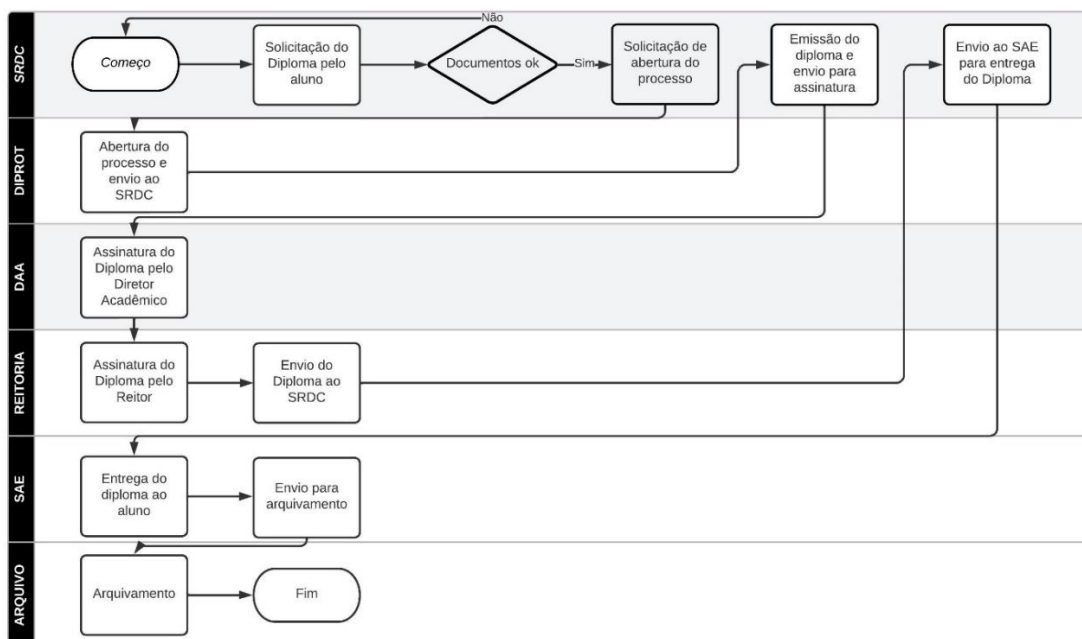 SRDC
Não
Começo
Solicitação do
Diploma pelo
aluno
Documentos ok
Sim
Solicitação de
abertura do
processo
Emissão do
diploma e
envio para
assinatura
Envio ao SAE
para entrega
do Diploma
DIPROT
Abertura do
processo e
envio ao
SRDC
DAA
Assinatura do
Diploma pelo
Diretor
Acadêmico
REITORIA
Assinatura do
Diploma pelo
Reitor
Envio do
Diploma ao
SRDC
SAE
Entrega do
diploma ao
aluno
Envio para
arquivamento
ARQUIVO
Arquivamento
Fim